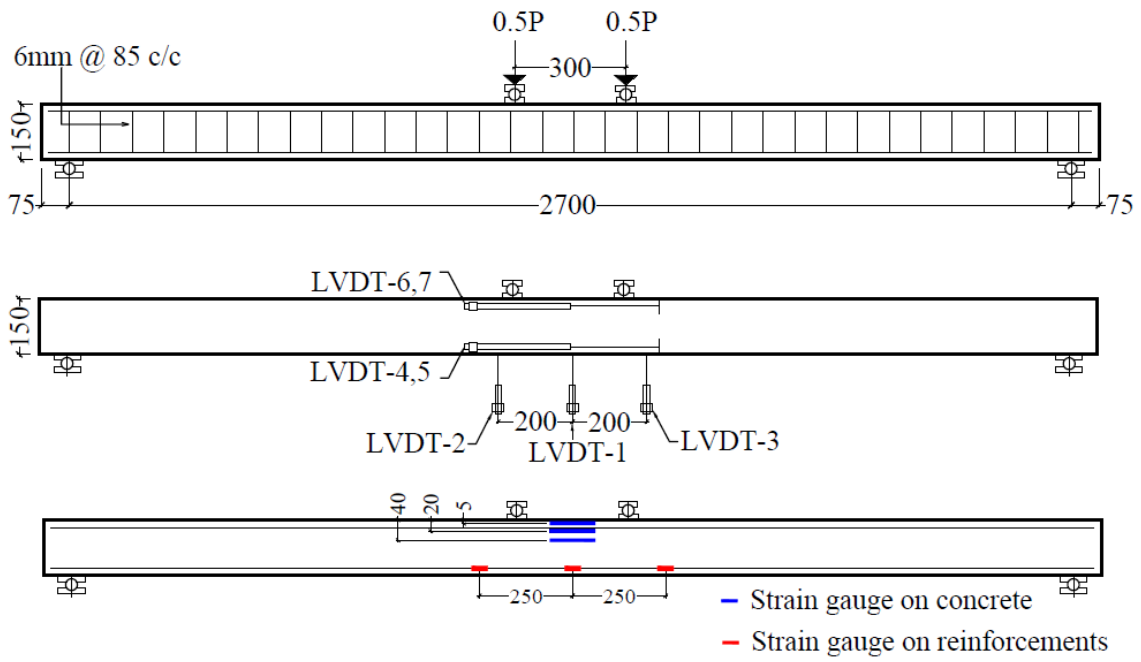 0.5P 0.5P
6mm @ 85 c/c
300
150
75 2700 75
LVDT-6,7
150
LVDT-4,5
200 200
LVDT-2 LVDT-1 LVDT-3
40 20 5
250 250
Strain gauge on concrete
Strain gauge on reinforcements